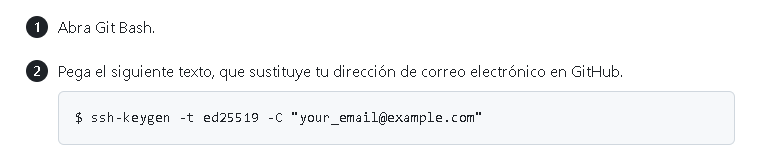 1 Abra Git Bash.
2 Pega el siguiente texto, que sustituye tu dirección de correo electrónico en GitHub.
$ ssh-keygen -t ed25519 -C "your_email@example.com"